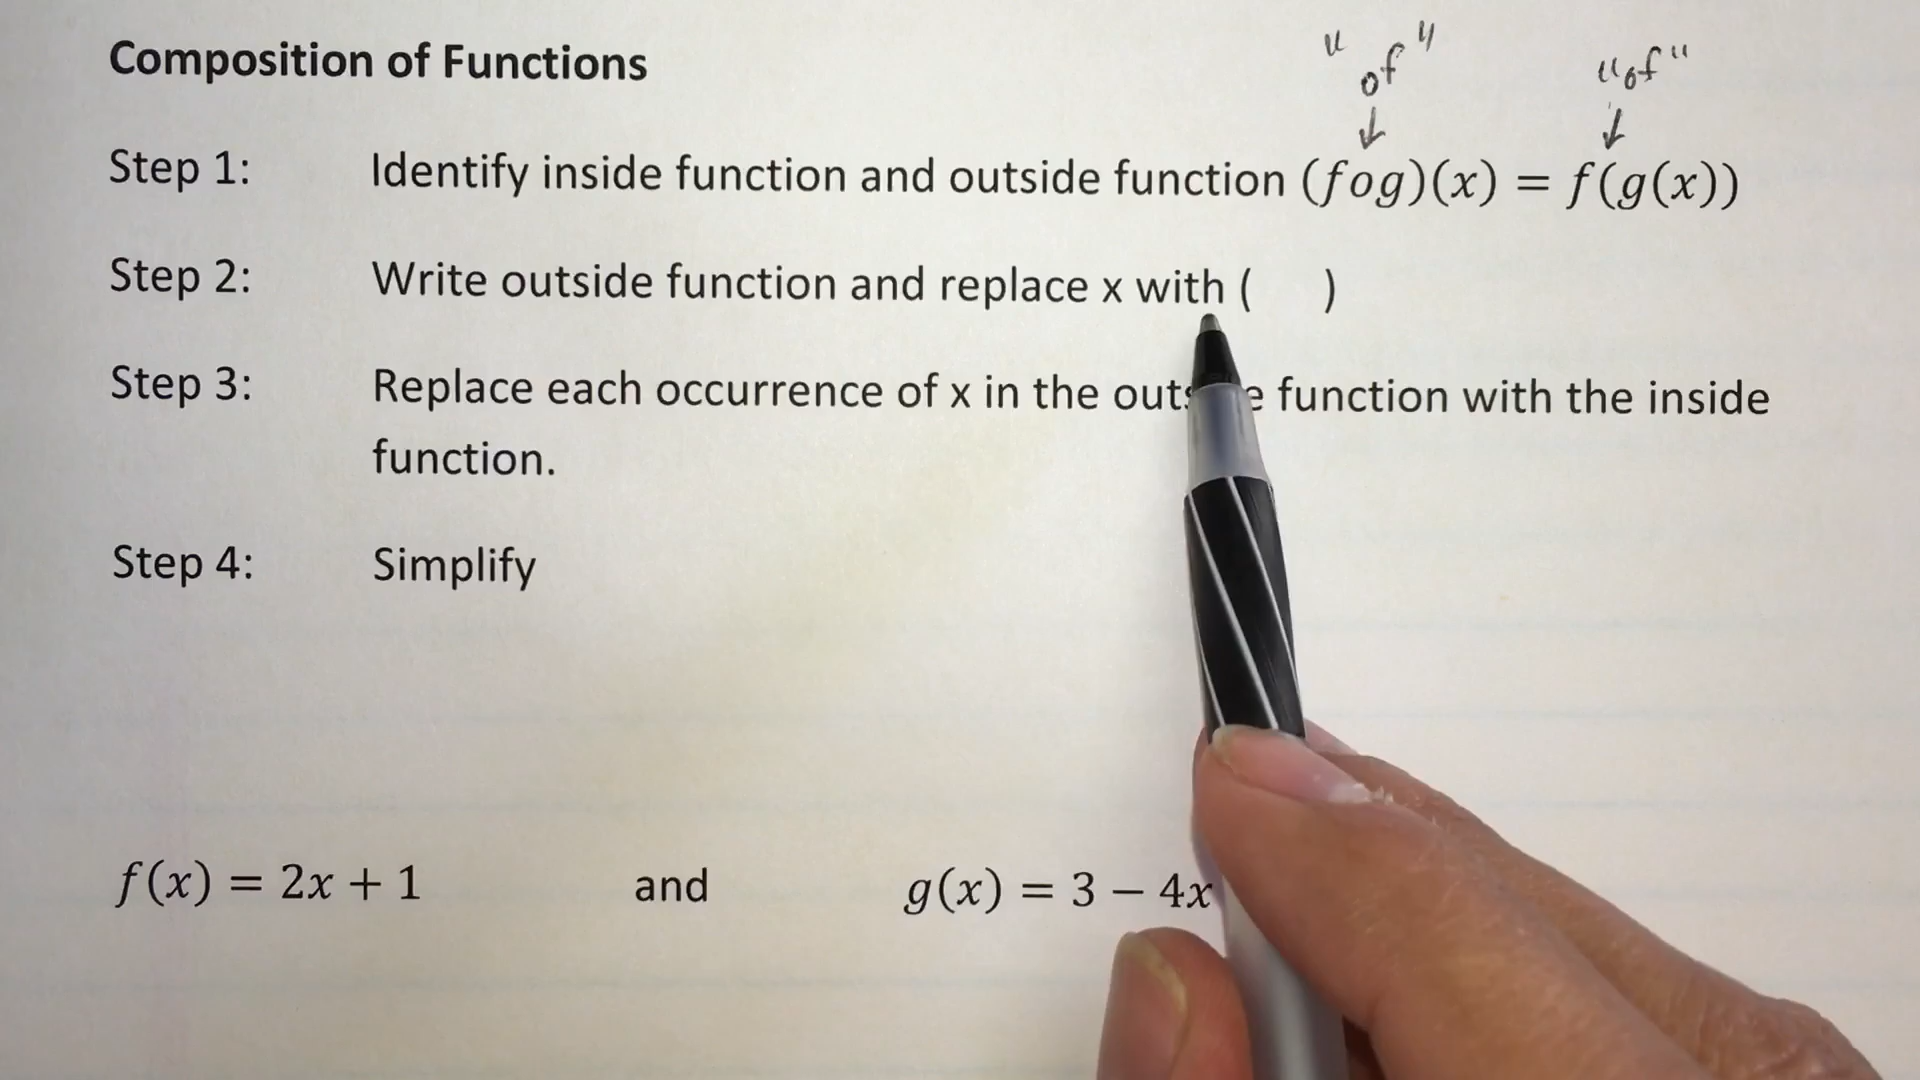 Composition of Functions
"of" "of"
Step 1: Identify inside function and outside function (fog)(x) = f(g(x))
Step 2: Write outside function and replace x with ( )
Step 3: Replace each occurrence of x in the function with the inside
function.
Step 4: Simplify
f(x) = 2x + 1 and g(x) = 3 − 4x